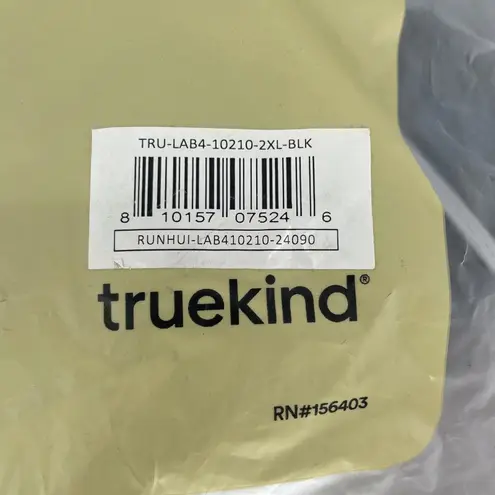 TRU-LAB4-10210-2XL-BLK
8 10157 07524 6
RUNHUI-LAB410210-24090
truekind®
RN#156403